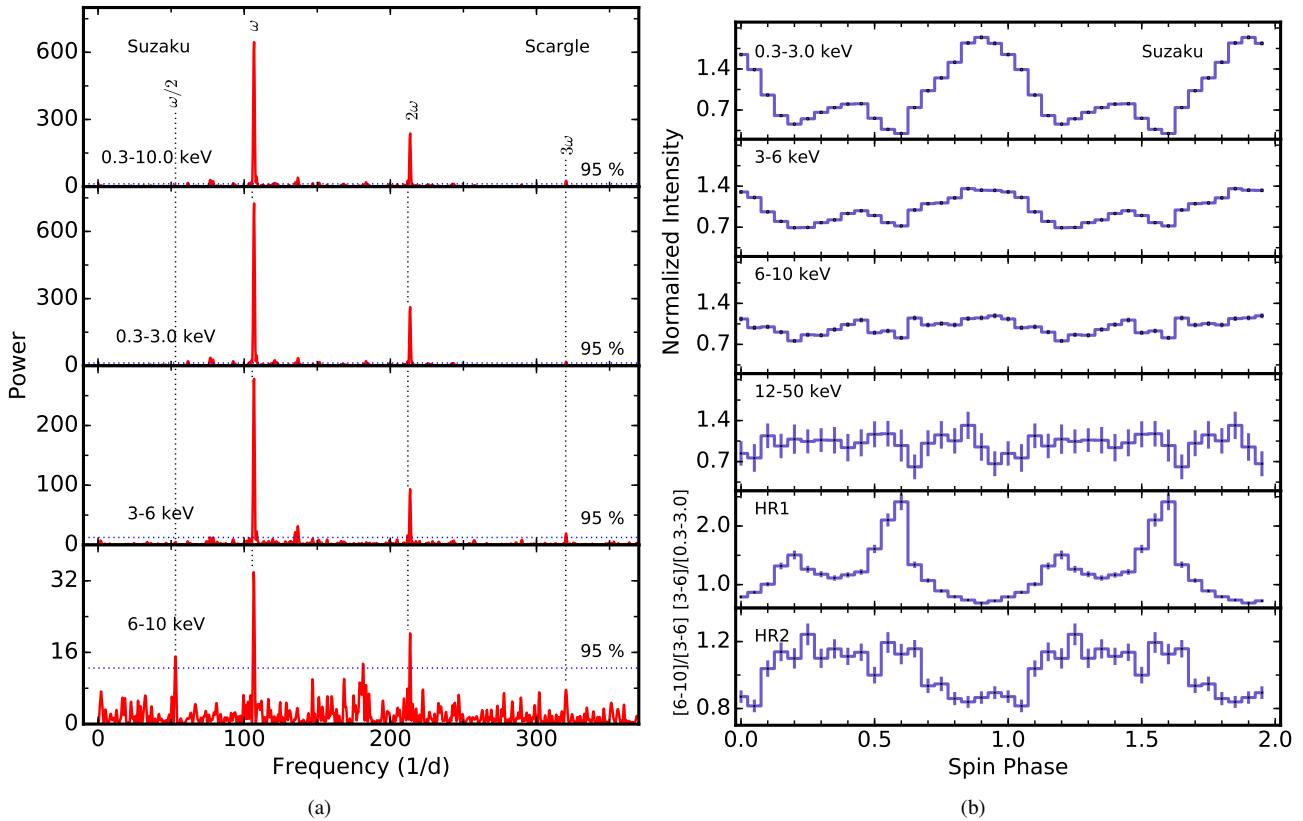 Suzaku
Scargle
ω
ω/2
2ω
3ω
600
300
0
0.3-10.0 keV
95 %
600
300
0
0.3-3.0 keV
95 %
200
100
0
3-6 keV
95 %
32
16
8
0
6-10 keV
95 %
Power
0 100 200 300
Frequency (1/d)
(a)
0.3-3.0 keV
Suzaku
1.4
0.7
3-6 keV
1.4
0.7
6-10 keV
1.4
0.7
12-50 keV
1.4
0.7
Normalized Intensity
HR1
2.0
1.0
[3-6]/[0.3-3.0]
HR2
1.2
0.8
[6-10]/[3-6]
0.0 0.5 1.0 1.5 2.0
Spin Phase
(b)